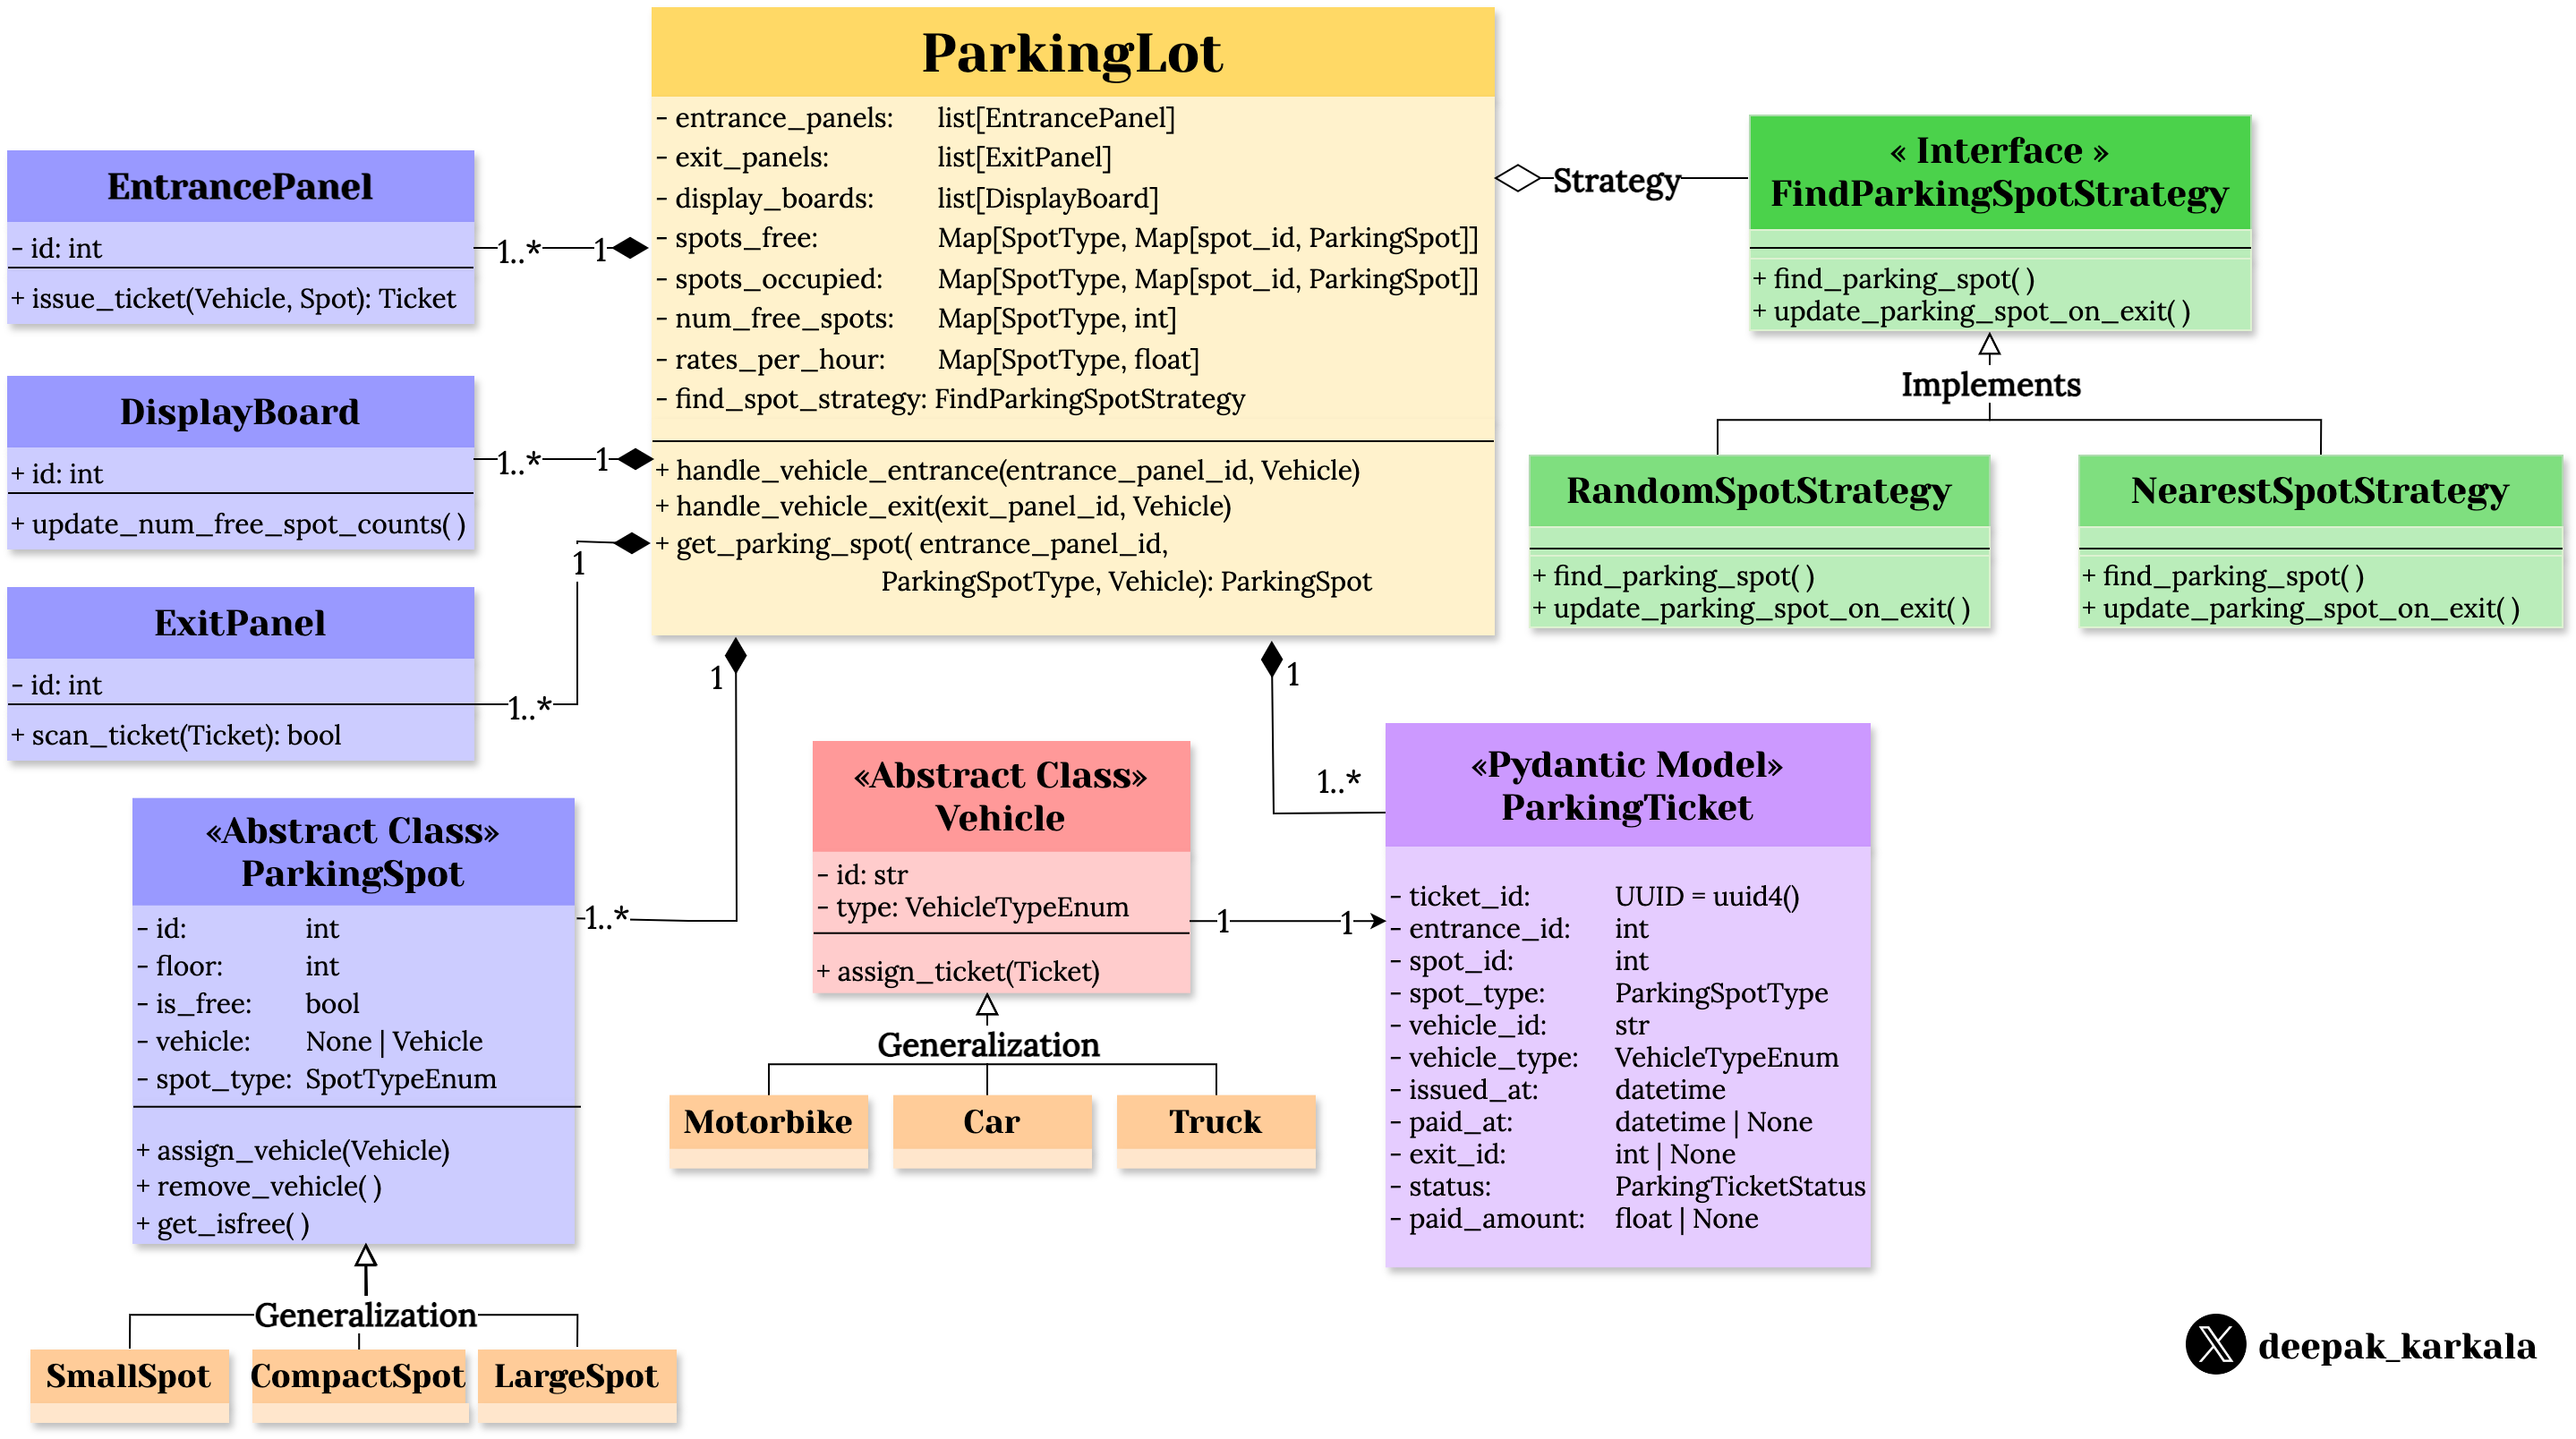 ParkingLot
- entrance_panels: list[EntrancePanel]
- exit_panels: list[ExitPanel]
- display_boards: list[DisplayBoard]
- spots_free: Map[SpotType, Map[spot_id, ParkingSpot]]
- spots_occupied: Map[SpotType, Map[spot_id, ParkingSpot]]
- num_free_spots: Map[SpotType, int]
- rates_per_hour: Map[SpotType, float]
- find_spot_strategy: FindParkingSpotStrategy
+ handle_vehicle_entrance(entrance_panel_id, Vehicle)
+ handle_vehicle_exit(exit_panel_id, Vehicle)
+ get_parking_spot( entrance_panel_id,
ParkingSpotType, Vehicle): ParkingSpot
EntrancePanel
- id: int
+ issue_ticket(Vehicle, Spot): Ticket
1..* 1
DisplayBoard
+ id: int
+ update_num_free_spot_counts( )
1..* 1
ExitPanel
- id: int
+ scan_ticket(Ticket): bool
1..*
1
Strategy
« Interface »
FindParkingSpotStrategy
+ find_parking_spot( )
+ update_parking_spot_on_exit( )
Implements
RandomSpotStrategy
+ find_parking_spot( )
+ update_parking_spot_on_exit( )
NearestSpotStrategy
+ find_parking_spot( )
+ update_parking_spot_on_exit( )
1
1..*
«Abstract Class»
ParkingSpot
- id: int
- floor: int
- is_free: bool
- vehicle: None | Vehicle
- spot_type: SpotTypeEnum
+ assign_vehicle(Vehicle)
+ remove_vehicle( )
+ get_isfree( )
Generalization
SmallSpot
CompactSpot
LargeSpot
«Abstract Class»
Vehicle
- id: str
- type: VehicleTypeEnum
+ assign_ticket(Ticket)
Generalization
Motorbike
Car
Truck
1 1
1
1..*
«Pydantic Model»
ParkingTicket
- ticket_id: UUID = uuid4()
- entrance_id: int
- spot_id: int
- spot_type: ParkingSpotType
- vehicle_id: str
- vehicle_type: VehicleTypeEnum
- issued_at: datetime
- paid_at: datetime | None
- exit_id: int | None
- status: ParkingTicketStatus
- paid_amount: float | None
deepak_karkala